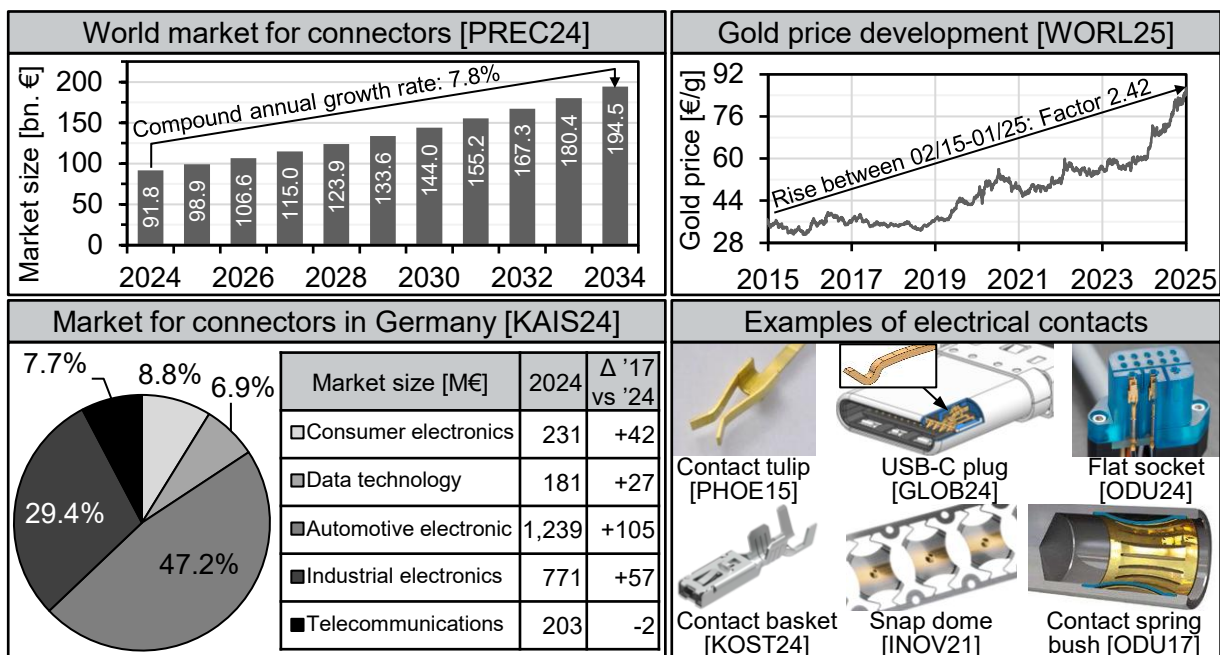 World market for connectors [PREC24]
Market size [bn. €]
200
150
100
50
0
Compound annual growth rate: 7.8%
91.8
98.9
106.6
115.0
123.9
133.6
144.0
155.2
167.3
180.4
194.5
2024 2026 2028 2030 2032 2034
Gold price development [WORL25]
Gold price [€/g]
92
76
60
44
28
Rise between 02/15-01/25: Factor 2.42
2015 2017 2019 2021 2023 2025
Market for connectors in Germany [KAIS24]
7.7%
8.8%
6.9%
29.4%
47.2%
Market size [M€] 2024 Δ ’17 vs ’24
Consumer electronics 231 +42
Data technology 181 +27
Automotive electronic 1,239 +105
Industrial electronics 771 +57
Telecommunications 203 -2
Examples of electrical contacts
Contact tulip
[PHOE15]
USB-C plug
[GLOB24]
Flat socket
[ODU24]
Contact basket
[KOST24]
Snap dome
[INOV21]
Contact spring
bush [ODU17]